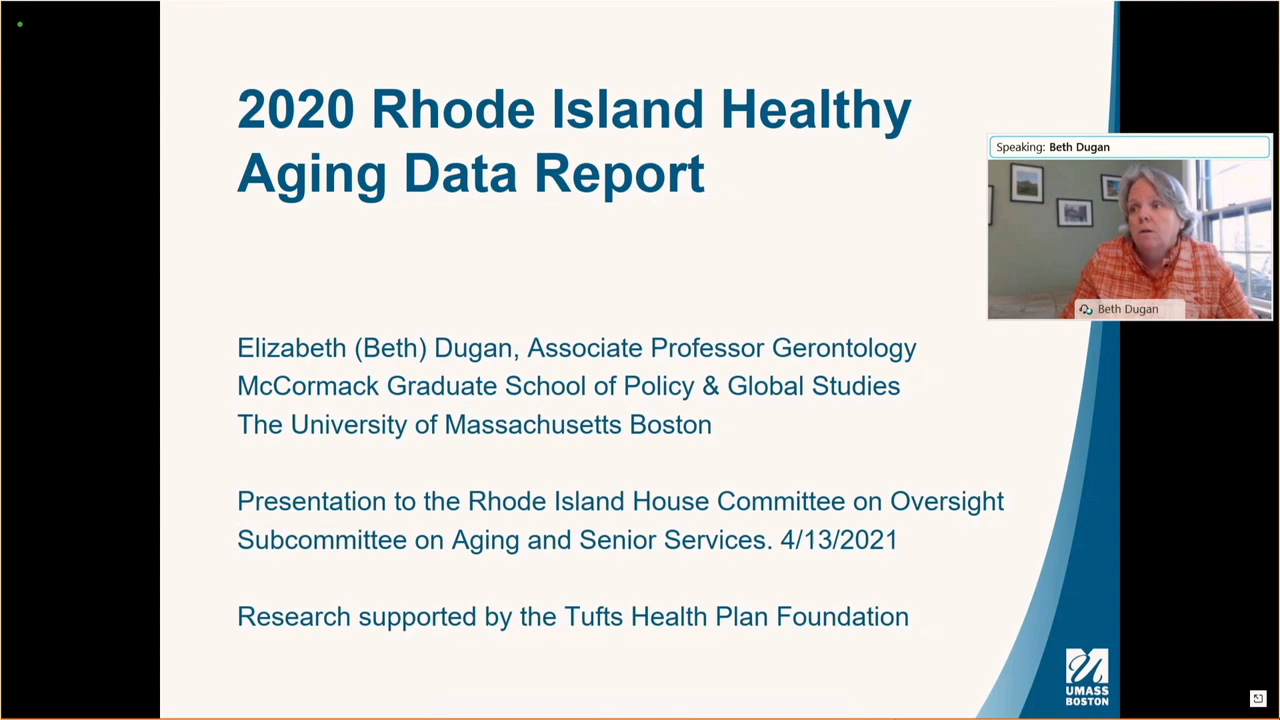 2020 Rhode Island Healthy
Aging Data Report
Speaking: Beth Dugan
Beth Dugan
Elizabeth (Beth) Dugan, Associate Professor Gerontology
McCormack Graduate School of Policy & Global Studies
The University of Massachusetts Boston
Presentation to the Rhode Island House Committee on Oversight
Subcommittee on Aging and Senior Services. 4/13/2021
Research supported by the Tufts Health Plan Foundation
UMASS
BOSTON